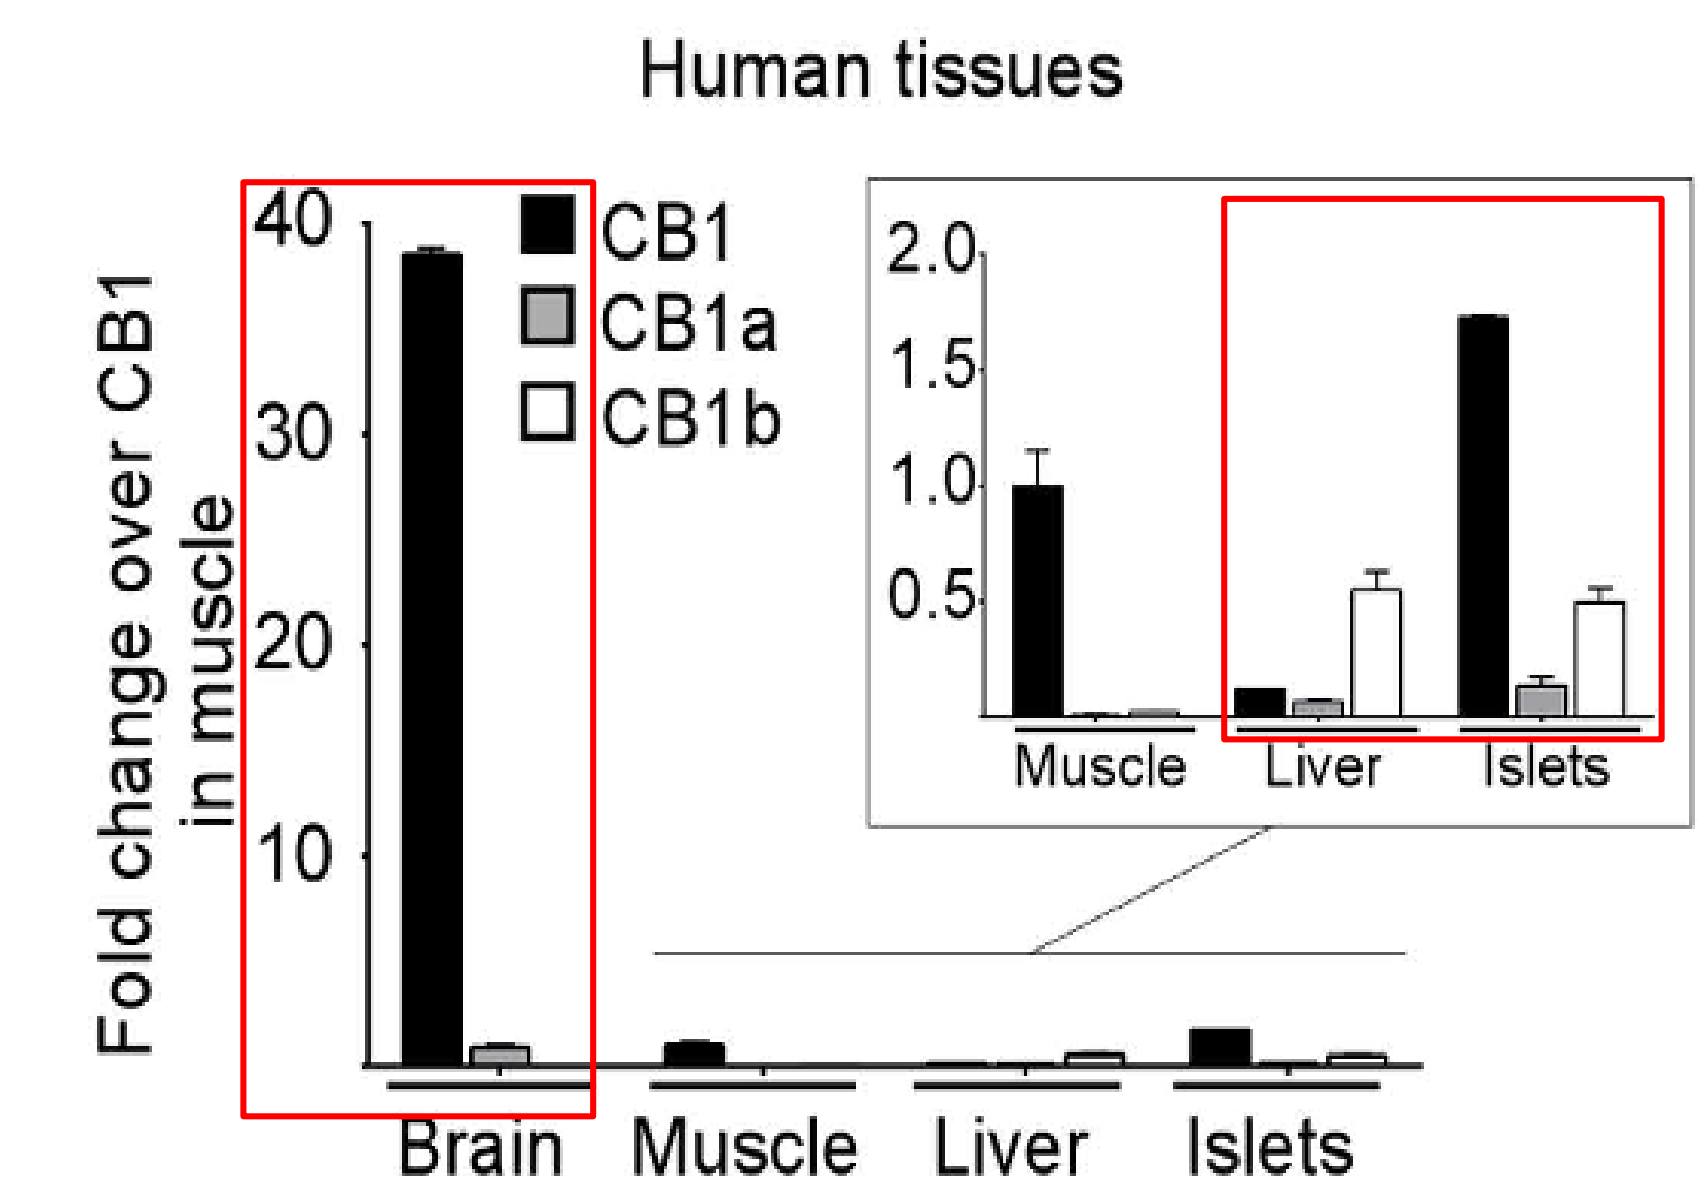 Human tissues
Fold change over CB1
in muscle
40
30
20
10
CB1
CB1a
CB1b
2.0
1.5
1.0
0.5
Muscle Liver Islets
Brain Muscle Liver Islets